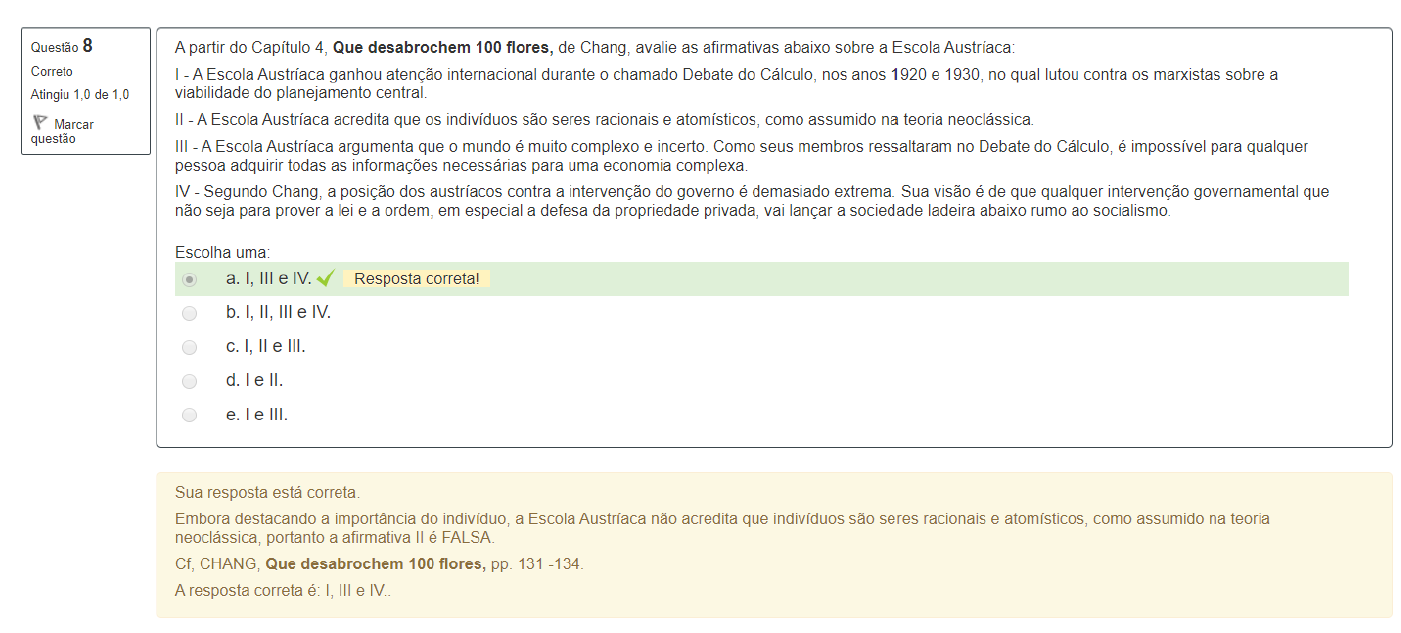 Questão 8
Correto
Atingiu 1,0 de 1,0
Marcar
questão
A partir do Capítulo 4, Que desabrochem 100 flores, de Chang, avalie as afirmativas abaixo sobre a Escola Austríaca:
I - A Escola Austríaca ganhou atenção internacional durante o chamado Debate do Cálculo, nos anos 1920 e 1930, no qual lutou contra os marxistas sobre a
viabilidade do planejamento central.
II - A Escola Austríaca acredita que os indivíduos são seres racionais e atomísticos, como assumido na teoria neoclássica.
III - A Escola Austríaca argumenta que o mundo é muito complexo e incerto. Como seus membros ressaltaram no Debate do Cálculo, é impossível para qualquer
pessoa adquirir todas as informações necessárias para uma economia complexa.
IV - Segundo Chang, a posição dos austríacos contra a intervenção do governo é demasiado extrema. Sua visão é de que qualquer intervenção governamental que
não seja para prover a lei e a ordem, em especial a defesa da propriedade privada, vai lançar a sociedade ladeira abaixo rumo ao socialismo.
Escolha uma:
a. I, III e IV. Resposta correta!
b. I, II, III e IV.
c. I, II e III.
d. I e II.
e. I e III.
Sua resposta está correta.
Embora destacando a importância do indivíduo, a Escola Austríaca não acredita que indivíduos são seres racionais e atomísticos, como assumido na teoria
neoclássica, portanto a afirmativa II é FALSA.
Cf, CHANG, Que desabrochem 100 flores, pp. 131 -134.
A resposta correta é: I, III e IV..